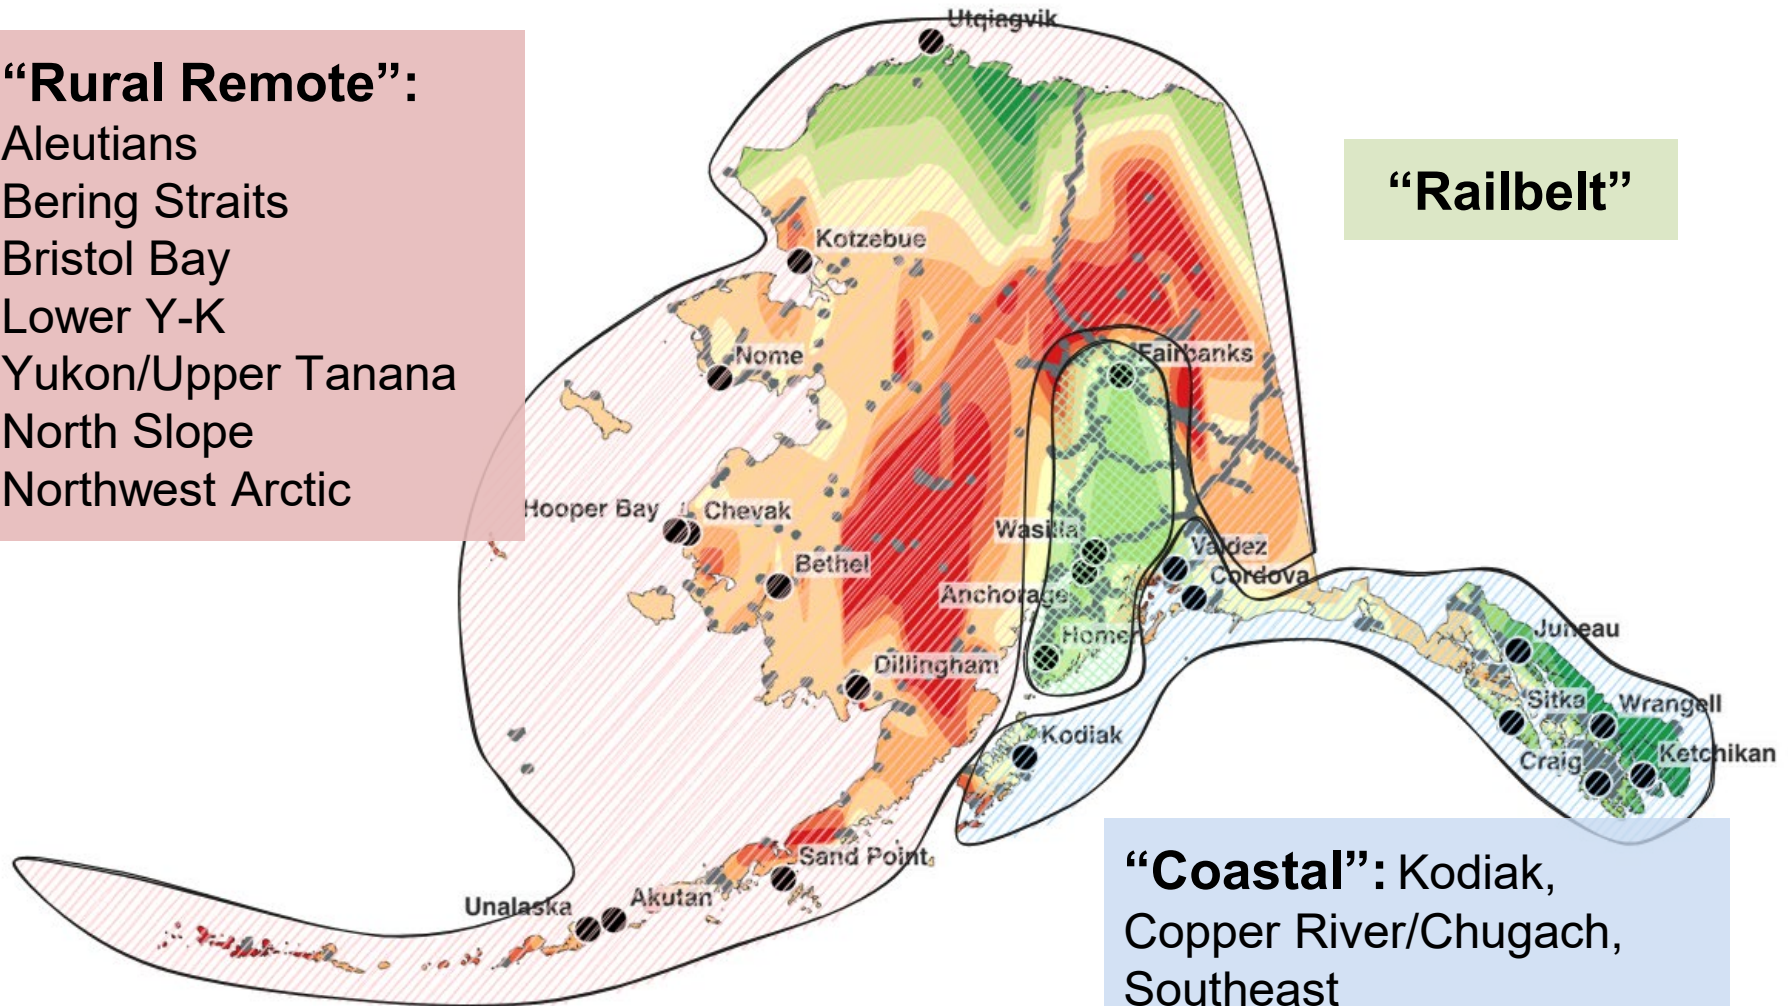 “Rural Remote”:
Aleutians
Bering Straits
Bristol Bay
Lower Y-K
Yukon/Upper Tanana
North Slope
Northwest Arctic
Utqiagvik
“Railbelt”
Kotzebue
Nome
Fairbanks
Hooper Bay
Chevak
Wasilla
Valdez
Bethel
Cordova
Anchorage
Homer
Juneau
Dillingham
Sitka
Wrangell
Kodiak
Craig
Ketchikan
Sand Point
Unalaska
Akutan
“Coastal”: Kodiak,
Copper River/Chugach,
Southeast